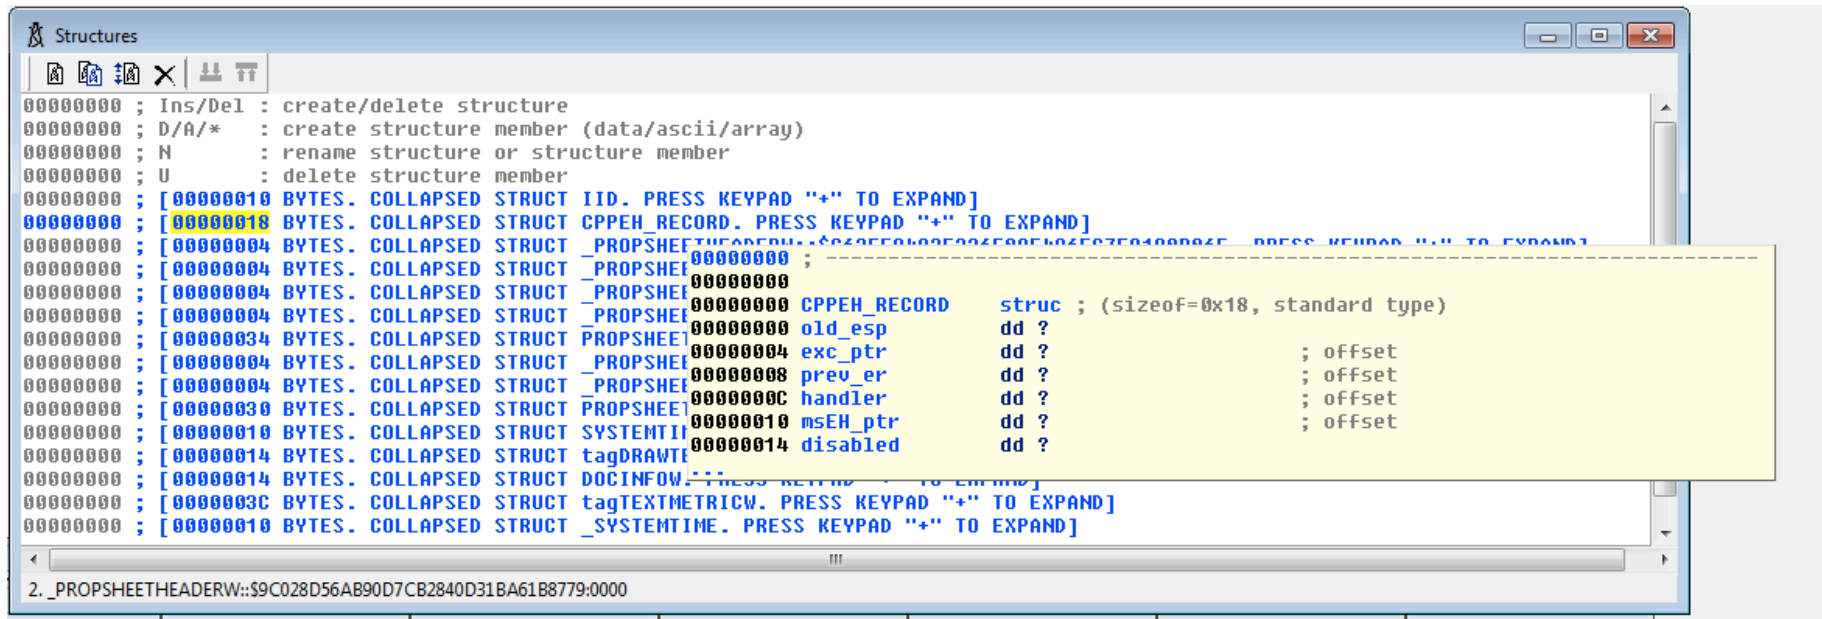 Structures
00000000 ; Ins/Del : create/delete structure
00000000 ; D/A/*   : create structure member (data/ascii/array)
00000000 ; N       : rename structure or structure member
00000000 ; U       : delete structure member
00000000 ; [00000010 BYTES. COLLAPSED STRUCT IID. PRESS KEYPAD "+" TO EXPAND]
00000000 ; [00000018 BYTES. COLLAPSED STRUCT CPPEH_RECORD. PRESS KEYPAD "+" TO EXPAND]
00000000 ; [00000004 BYTES. COLLAPSED STRUCT _PROPSHEETHEADERW::
00000000 ; [00000004 BYTES. COLLAPSED STRUCT _PROPSHEE
00000000 ; [00000004 BYTES. COLLAPSED STRUCT _PROPSHEE
00000000 ; [00000004 BYTES. COLLAPSED STRUCT _PROPSHEE
00000000 ; [00000034 BYTES. COLLAPSED STRUCT PROPSHEET
00000000 ; [00000004 BYTES. COLLAPSED STRUCT _PROPSHEE
00000000 ; [00000004 BYTES. COLLAPSED STRUCT _PROPSHEE
00000000 ; [00000030 BYTES. COLLAPSED STRUCT PROPSHEET
00000000 ; [00000010 BYTES. COLLAPSED STRUCT SYSTEMTI
00000000 ; [00000014 BYTES. COLLAPSED STRUCT tagDRAWTE
00000000 ; [00000014 BYTES. COLLAPSED STRUCT DOCINFOW.
00000000 ; [0000003C BYTES. COLLAPSED STRUCT tagTEXTMETRICW. PRESS KEYPAD "+" TO EXPAND]
00000000 ; [00000010 BYTES. COLLAPSED STRUCT _SYSTEMTIME. PRESS KEYPAD "+" TO EXPAND]
00000000 ; ---------------------------------------------------------------------------
00000000
00000000 CPPEH_RECORD    struc ; (sizeof=0x18, standard type)
00000000 old_esp         dd ?
00000004 exc_ptr         dd ?                    ; offset
00000008 prev_er         dd ?                    ; offset
0000000C handler         dd ?                    ; offset
00000010 msEH_ptr        dd ?                    ; offset
00000014 disabled        dd ?
...
2. _PROPSHEETHEADERW::$9C028D56AB90D7CB2840D31BA61B8779:0000